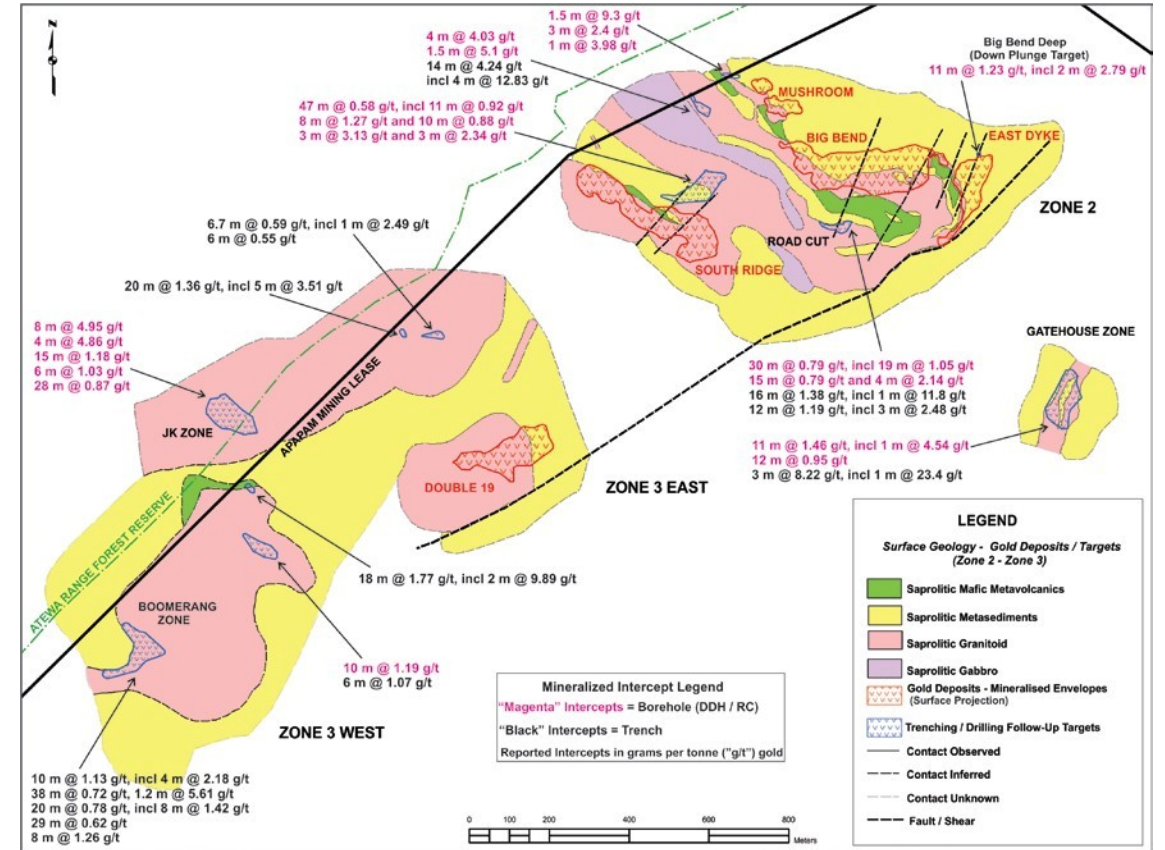 N
1.5 m @ 9.3 g/t
3 m @ 2.4 g/t
1 m @ 3.98 g/t
4 m @ 4.03 g/t
1.5 m @ 5.1 g/t
14 m @ 4.24 g/t
incl 4 m @ 12.83 g/t
Big Bend Deep
(Down Plunge Target)
11 m @ 1.23 g/t, incl 2 m @ 2.79 g/t
47 m @ 0.58 g/t, incl 11 m @ 0.92 g/t
8 m @ 1.27 g/t and 10 m @ 0.88 g/t
3 m @ 3.13 g/t and 3 m @ 2.34 g/t
MUSHROOM
BIG BEND
EAST DYKE
ZONE 2
ROAD CUT
SOUTH RIDGE
6.7 m @ 0.59 g/t, incl 1 m @ 2.49 g/t
6 m @ 0.55 g/t
20 m @ 1.36 g/t, incl 5 m @ 3.51 g/t
8 m @ 4.95 g/t
4 m @ 4.86 g/t
15 m @ 1.18 g/t
6 m @ 1.03 g/t
28 m @ 0.87 g/t
JK ZONE
APAPAM MINING LEASE
GATEHOUSE ZONE
30 m @ 0.79 g/t, incl 19 m @ 1.05 g/t
15 m @ 0.79 g/t and 4 m @ 2.14 g/t
16 m @ 1.38 g/t, incl 1 m @ 11.8 g/t
12 m @ 1.19 g/t, incl 3 m @ 2.48 g/t
11 m @ 1.46 g/t, incl 1 m @ 4.54 g/t
12 m @ 0.95 g/t
3 m @ 8.22 g/t, incl 1 m @ 23.4 g/t
DOUBLE 19
ZONE 3 EAST
ATEWA RANGE FOREST RESERVE
18 m @ 1.77 g/t, incl 2 m @ 9.89 g/t
BOOMERANG
ZONE
10 m @ 1.19 g/t
6 m @ 1.07 g/t
ZONE 3 WEST
10 m @ 1.13 g/t, incl 4 m @ 2.18 g/t
38 m @ 0.72 g/t, 1.2 m @ 5.61 g/t
20 m @ 0.78 g/t, incl 8 m @ 1.42 g/t
29 m @ 0.62 g/t
8 m @ 1.26 g/t
Mineralized Intercept Legend
"Magenta" Intercepts = Borehole (DDH / RC)
"Black" Intercepts = Trench
Reported Intercepts in grams per tonne ("g/t") gold
0 100 200 400 600 800
Meters
LEGEND
Surface Geology - Gold Deposits / Targets
(Zone 2 - Zone 3)
Saprolitic Mafic Metavolcanics
Saprolitic Metasediments
Saprolitic Granitoid
Saprolitic Gabbro
Gold Deposits - Mineralised Envelopes
(Surface Projection)
Trenching / Drilling Follow-Up Targets
Contact Observed
Contact Inferred
Contact Unknown
Fault / Shear